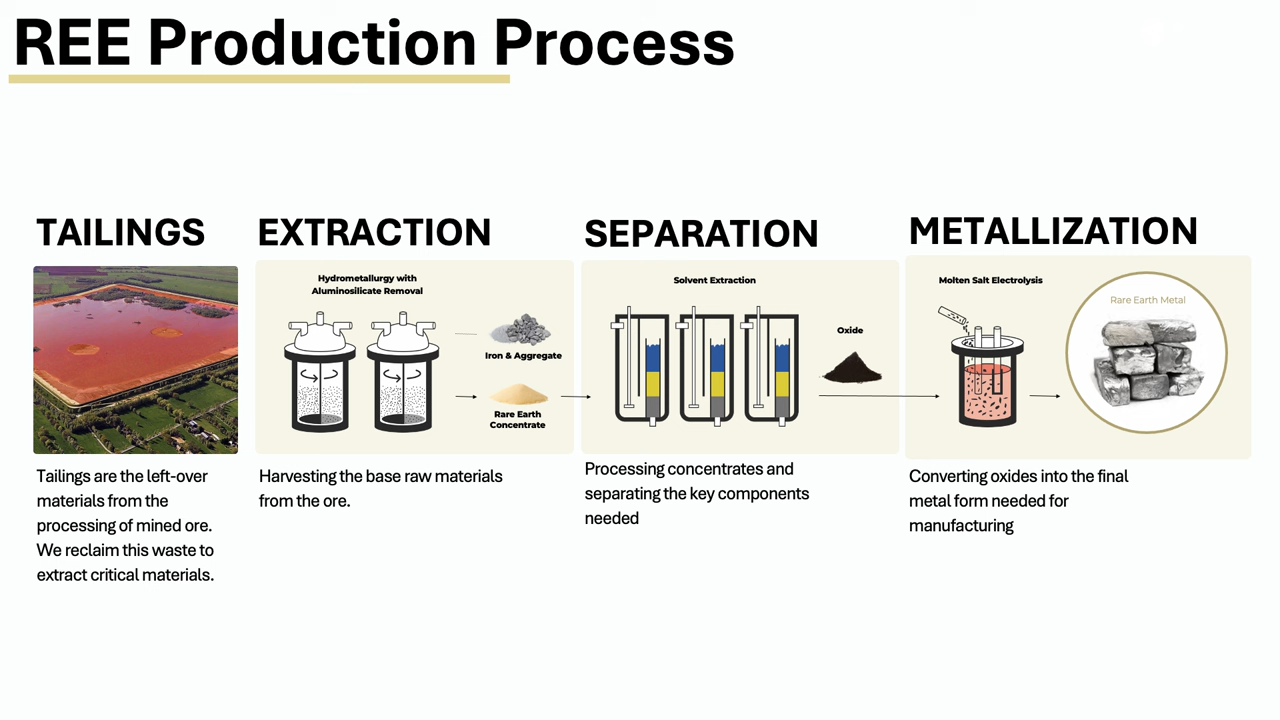 REE Production Process
TAILINGS
Tailings are the left-over
materials from the
processing of mined ore.
We reclaim this waste to
extract critical materials.
EXTRACTION
Hydrometallurgy with
Aluminosilicate Removal
Iron & Aggregate
Rare Earth
Concentrate
Harvesting the base raw materials
from the ore.
SEPARATION
Solvent Extraction
Oxide
Processing concentrates and
separating the key components
needed
METALLIZATION
Molten Salt Electrolysis
Rare Earth Metal
Converting oxides into the final
metal form needed for
manufacturing